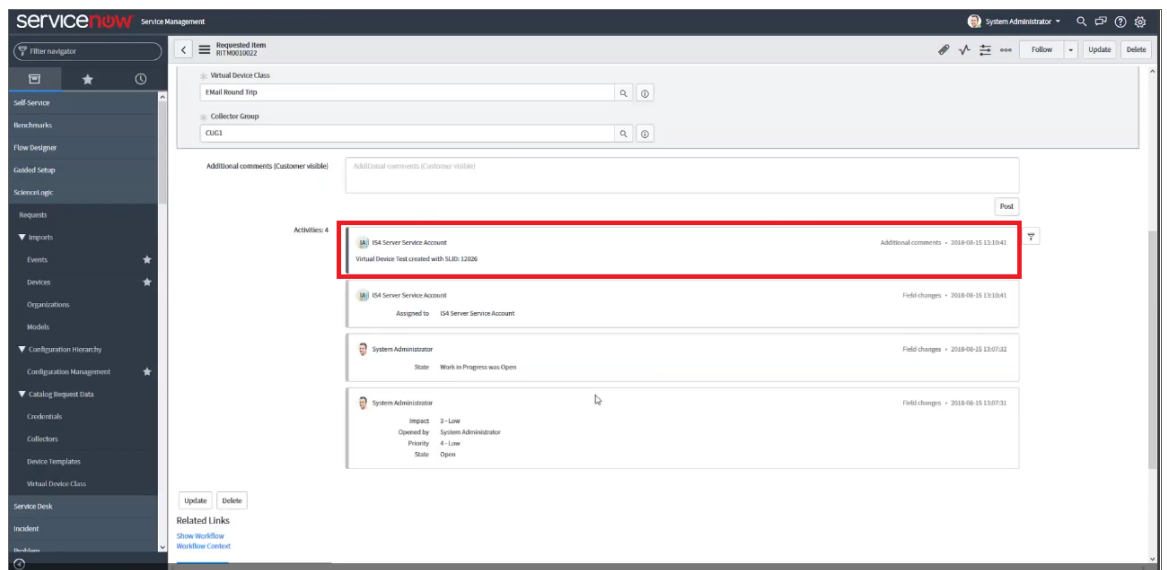 servicenow Service Management
System Administrator
Filter navigator
Requested Item
RITM0010022
Follow
Update
Delete
Self-Service
Benchmarks
Flow Designer
Guided Setup
ScienceLogic
Requests
Imports
Events
Devices
Organizations
Models
Configuration Hierarchy
Configuration Management
Catalog Request Data
Credentials
Collectors
Device Templates
Virtual Device Class
Service Desk
Incident
Problem
Virtual Device Class
EMail Round Trip
Collector Group
CUG1
Additional comments (Customer visible)
Additional comments (Customer visible)
Post
Activities: 4
IS4 Server Service Account
Additional comments • 2018-08-15 13:10:41
Virtual Device Test created with SLID: 12026
IS4 Server Service Account
Field changes • 2018-08-15 13:10:41
Assigned to IS4 Server Service Account
System Administrator
Field changes • 2018-08-15 13:07:32
State Work in Progress was Open
System Administrator
Field changes • 2018-08-15 13:07:31
Impact 3 - Low
Opened by System Administrator
Priority 4 - Low
State Open
Update
Delete
Related Links
Show Workflow
Workflow Context